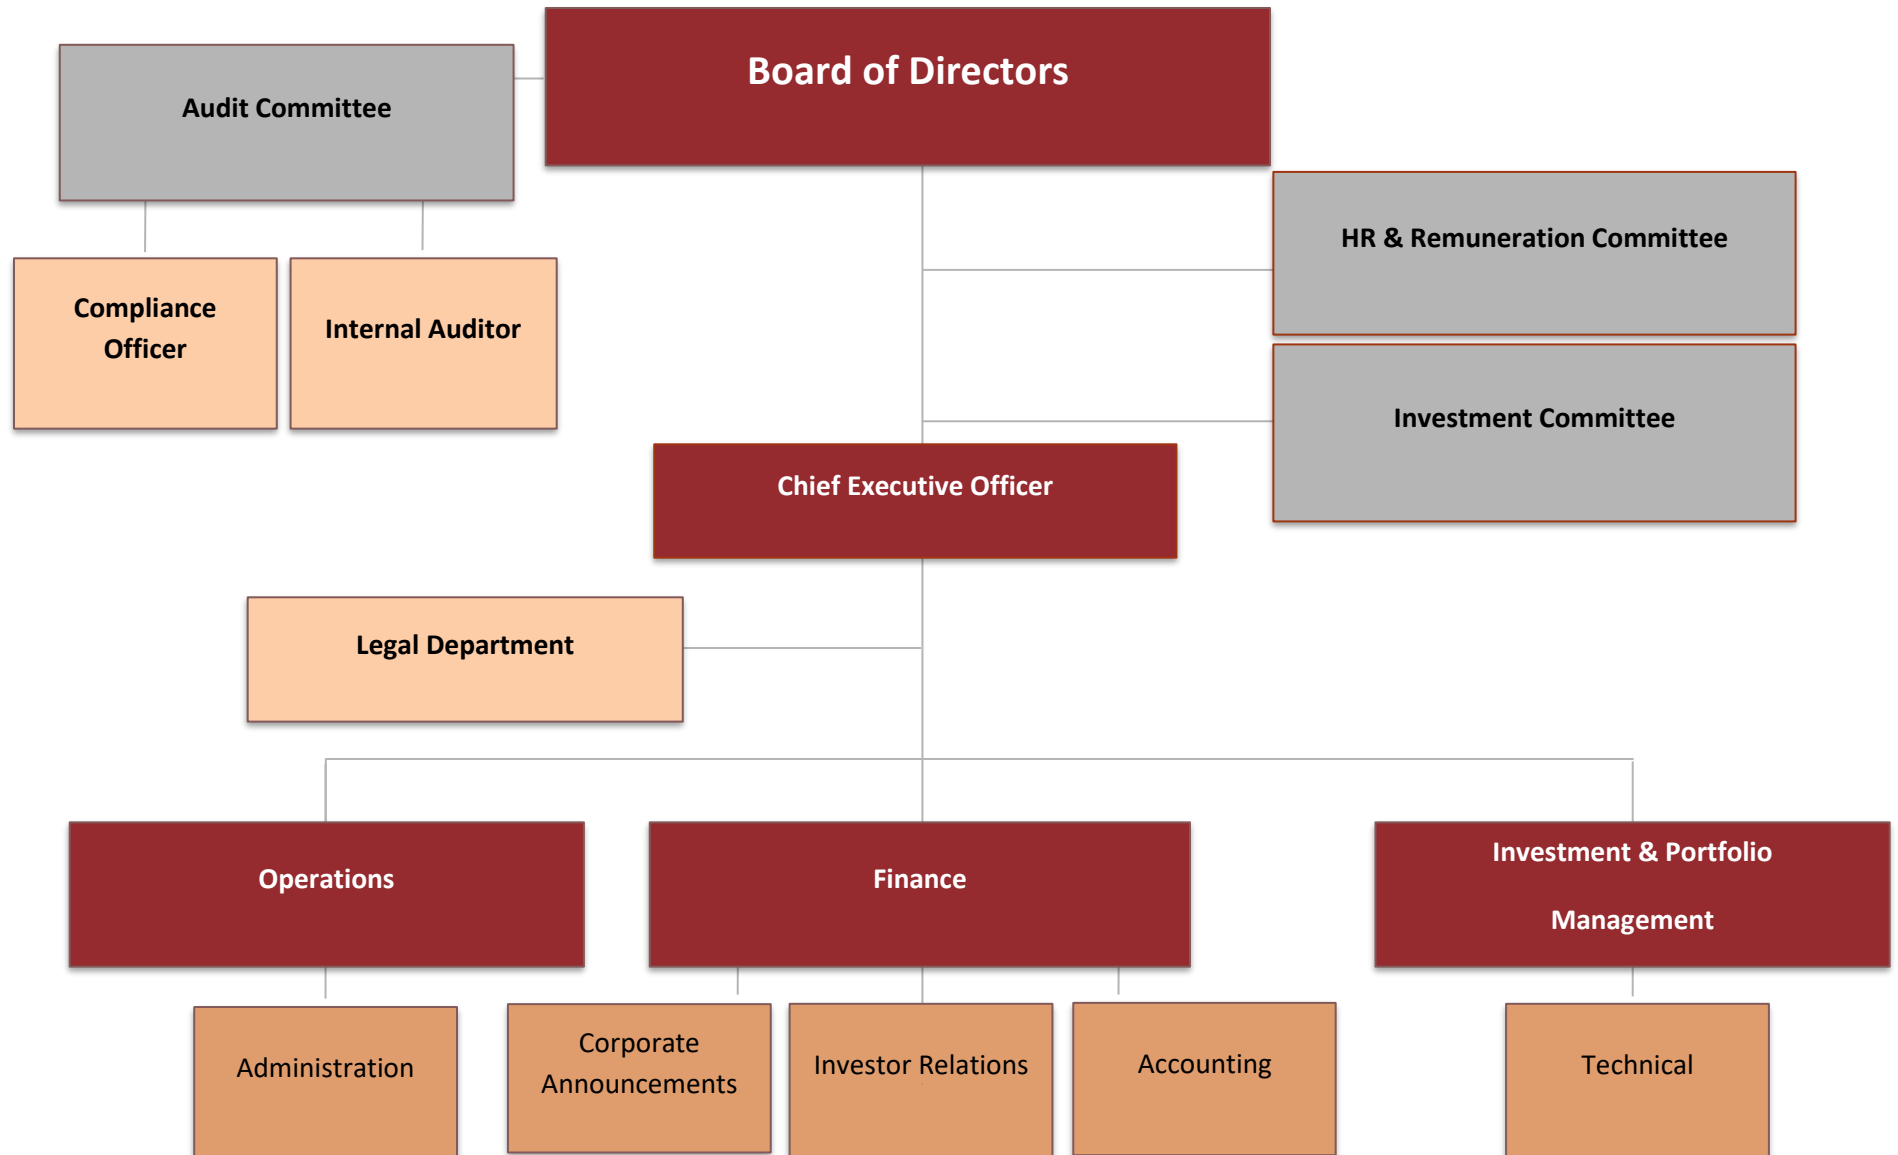 Board of Directors
Audit Committee
HR & Remuneration Committee
Compliance
Officer
Internal Auditor
Investment Committee
Chief Executive Officer
Legal Department
Operations
Finance
Investment & Portfolio
Management
Administration
Corporate
Announcements
Investor Relations
Accounting
Technical